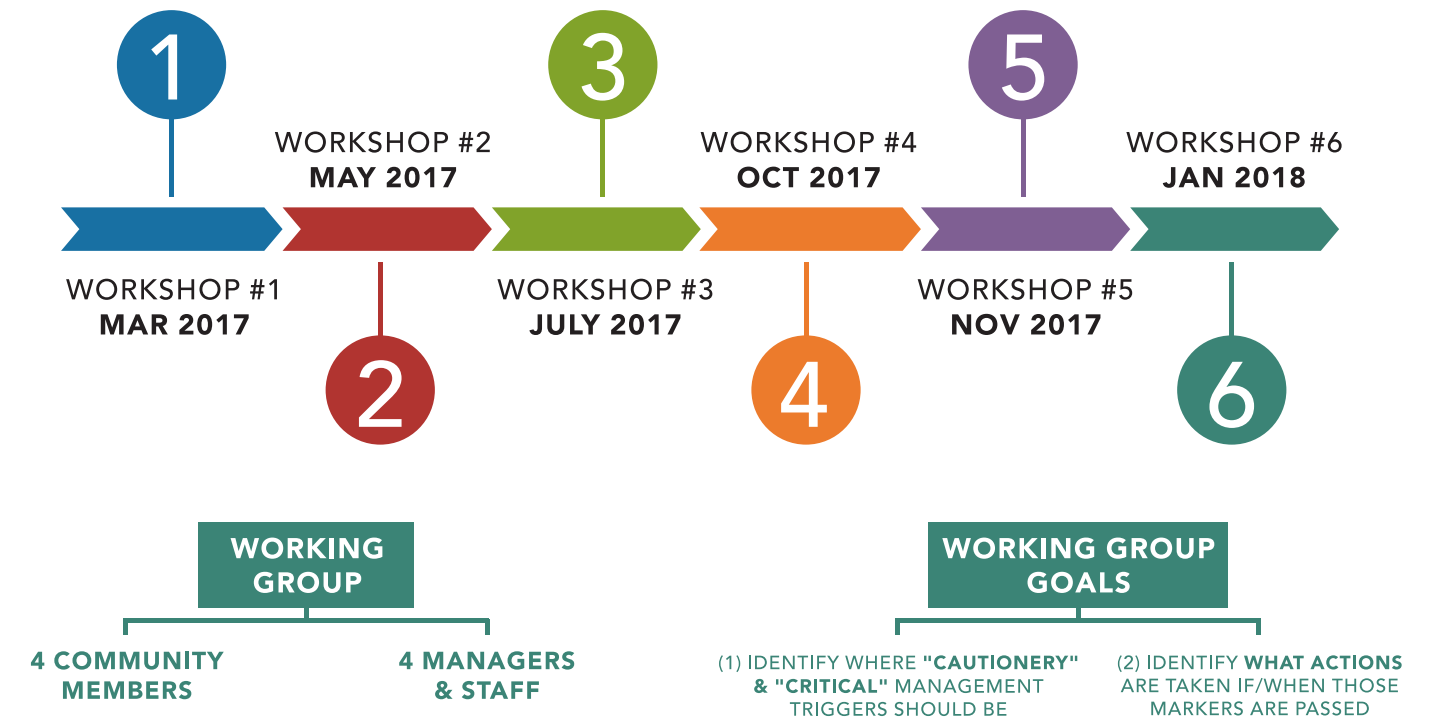 1
3
5
WORKSHOP #2
MAY 2017
WORKSHOP #4
OCT 2017
WORKSHOP #6
JAN 2018
WORKSHOP #1
MAR 2017
WORKSHOP #3
JULY 2017
WORKSHOP #5
NOV 2017
2
4
6
WORKING
GROUP
4 COMMUNITY
MEMBERS
4 MANAGERS
& STAFF
WORKING GROUP
GOALS
(1) IDENTIFY WHERE "CAUTIONERY"
& "CRITICAL" MANAGEMENT
TRIGGERS SHOULD BE
(2) IDENTIFY WHAT ACTIONS
ARE TAKEN IF/WHEN THOSE
MARKERS ARE PASSED